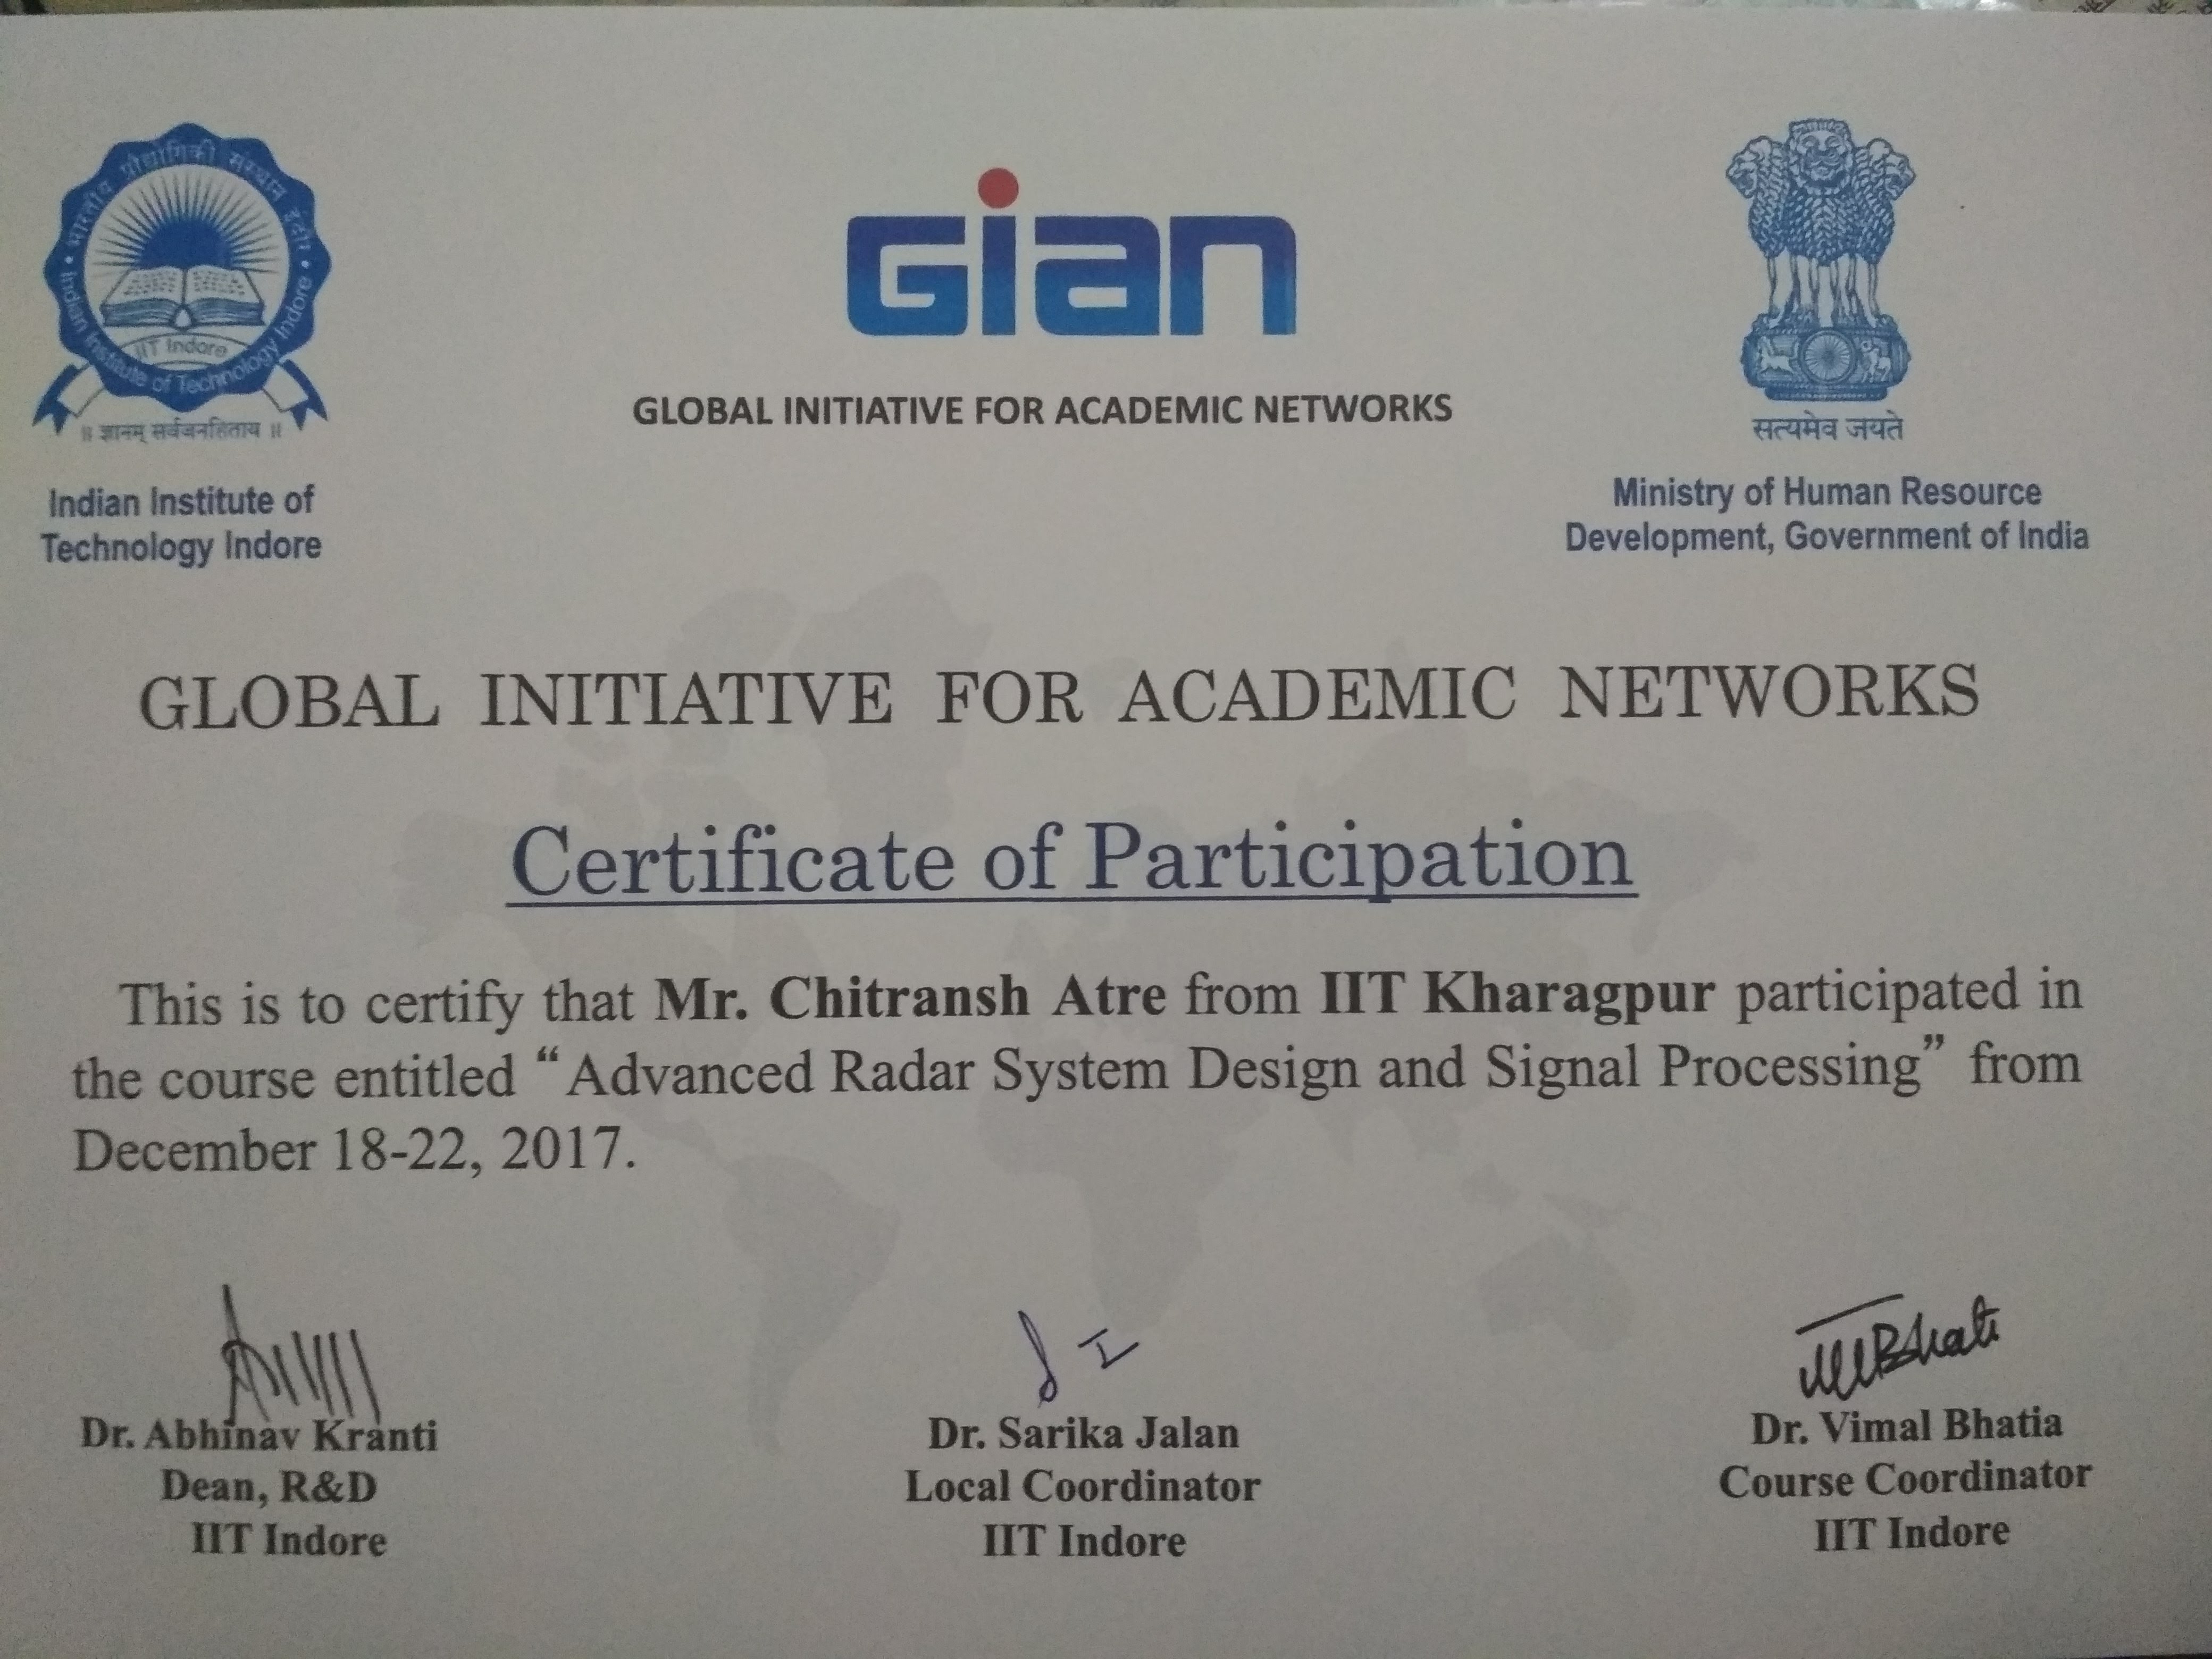 भारतीय प्रौद्योगिकी संस्थान इंदौर
Indian Institute of Technology Indore
IIT Indore
॥ ज्ञानम् सर्वजनहिताय ॥
Indian Institute of
Technology Indore
Gian
GLOBAL INITIATIVE FOR ACADEMIC NETWORKS
सत्यमेव जयते
Ministry of Human Resource
Development, Government of India
GLOBAL INITIATIVE FOR ACADEMIC NETWORKS
Certificate of Participation
This is to certify that Mr. Chitransh Atre from IIT Kharagpur participated in
the course entitled “Advanced Radar System Design and Signal Processing” from
December 18-22, 2017.
Dr. Abhinav Kranti
Dean, R&D
IIT Indore
Dr. Sarika Jalan
Local Coordinator
IIT Indore
Dr. Vimal Bhatia
Course Coordinator
IIT Indore